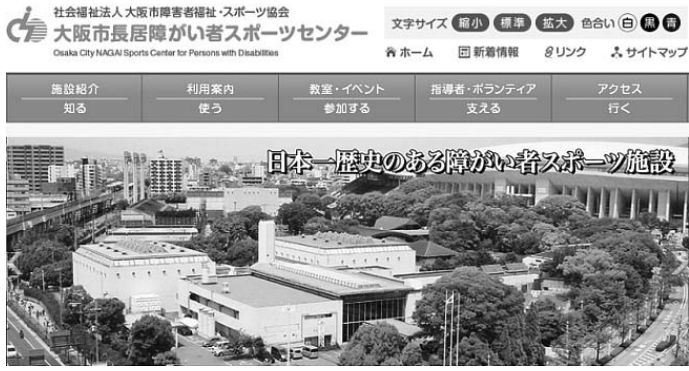 社会福祉法人 大阪市障害者福祉・スポーツ協会
大阪市長居障がい者スポーツセンター
Osaka City NAGAI Sports Center for Persons with Disabilities
文字サイズ 縮小 標準 拡大 色合い 白 黒 青
ホーム 新着情報 リンク サイトマップ
施設紹介 利用案内 教室・イベント 指導者・ボランティア アクセス
知る 使う 参加する 支える 行く
日本一歴史のある障がい者スポーツ施設